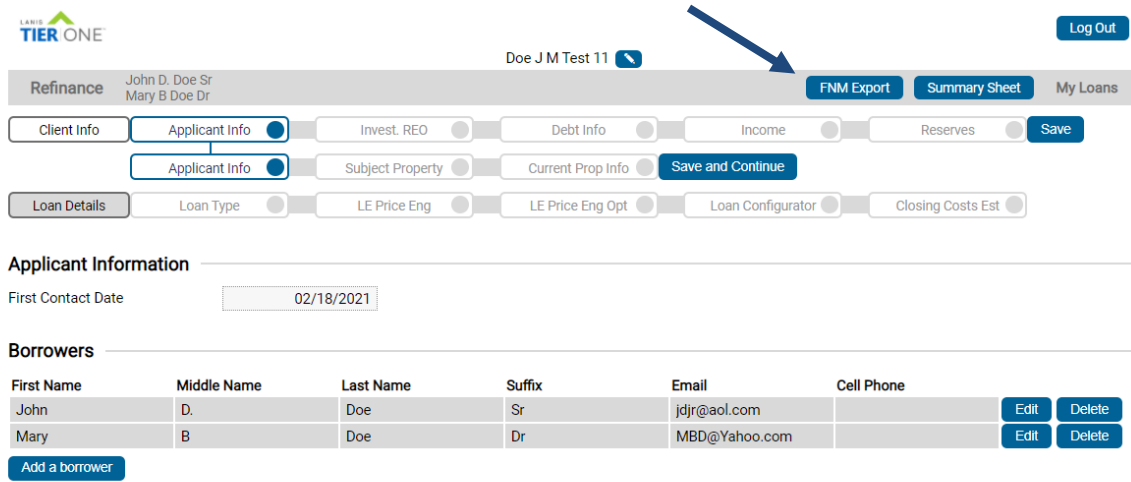 LANIS
TIER ONE
Log Out
Doe J M Test 11
Refinance
John D. Doe Sr
Mary B Doe Dr
FNM Export
Summary Sheet
My Loans
Client Info
Applicant Info
Invest. REO
Debt Info
Income
Reserves
Save
Applicant Info
Subject Property
Current Prop Info
Save and Continue
Loan Details
Loan Type
LE Price Eng
LE Price Eng Opt
Loan Configurator
Closing Costs Est
Applicant Information
First Contact Date 02/18/2021
Borrowers
First Name Middle Name Last Name Suffix Email Cell Phone
John D. Doe Sr jdjr@aol.com Edit Delete
Mary B Doe Dr MBD@Yahoo.com Edit Delete
Add a borrower